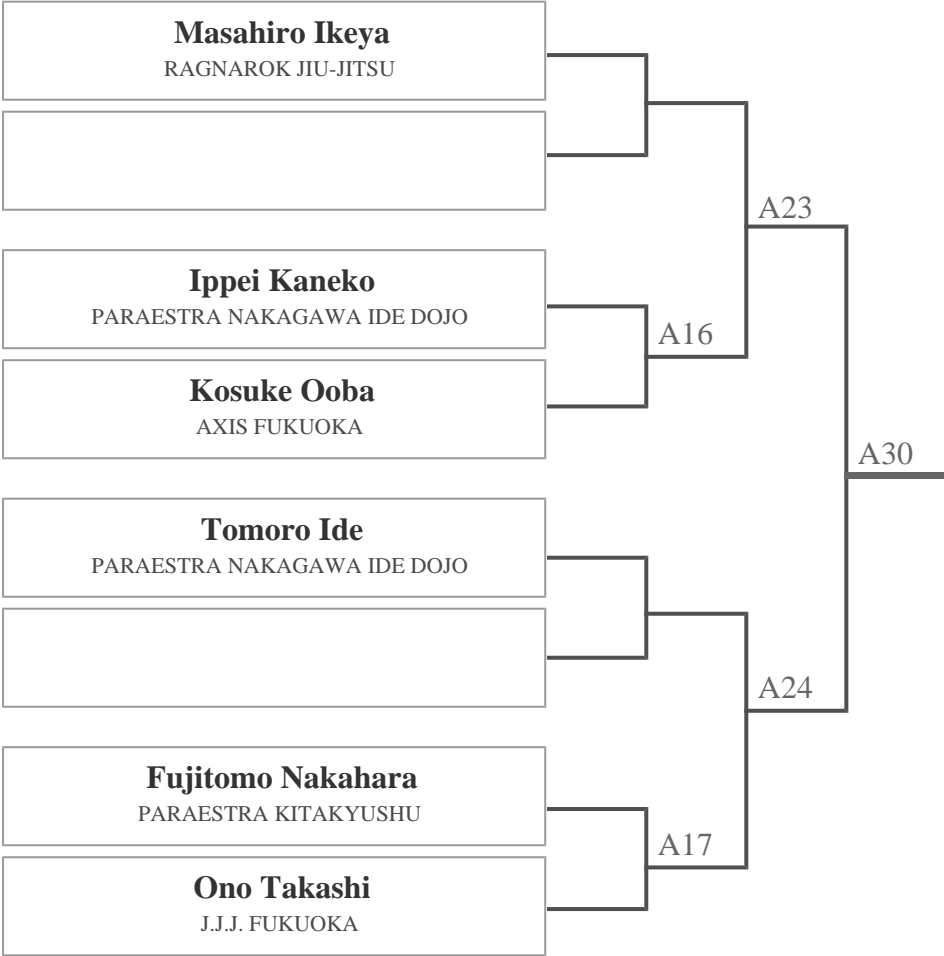 Masahiro Ikeya
RAGNAROK JIU-JITSU
A23
Ippei Kaneko
PARAESTRA NAKAGAWA IDE DOJO
A16
Kosuke Ooba
AXIS FUKUOKA
A30
Tomoro Ide
PARAESTRA NAKAGAWA IDE DOJO
A24
Fujitomo Nakahara
PARAESTRA KITAKYUSHU
A17
Ono Takashi
J.J.J. FUKUOKA